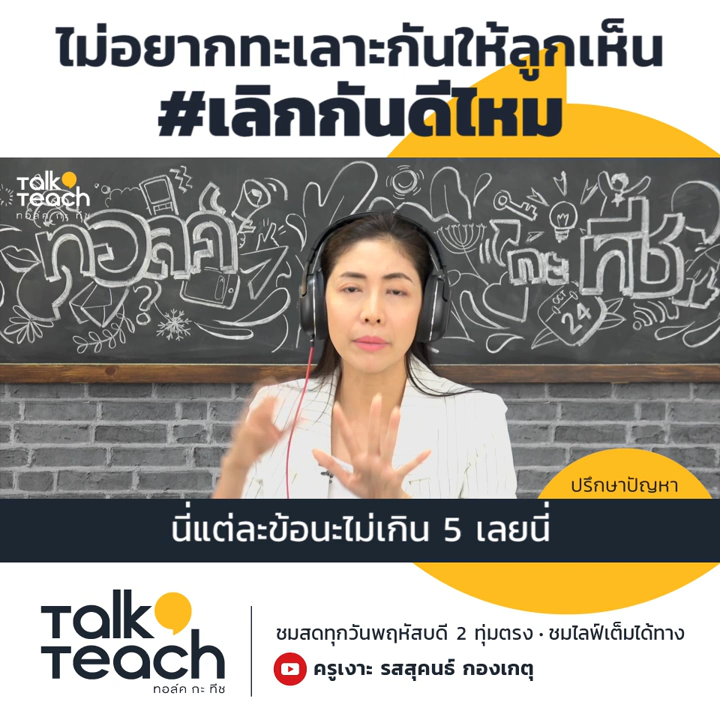 ไม่อยากทะเลาะกันให้ลูกเห็น
#เลิกกันดีไหม
Talk
Teach
ทอล์ค กะ ทีช
ทอล์ค กะ ทีช
OCT
24
ปรึกษาปัญหา
นี่แต่ละข้อนะไม่เกิน 5 เลยนี่
Talk
Teach
ทอล์ค กะ ทีช
ชมสดทุกวันพฤหัสบดี 2 ทุ่มตรง • ชมไลฟ์เต็มได้ทาง
ครูเงาะ รสสุคนธ์ กองเกตุ